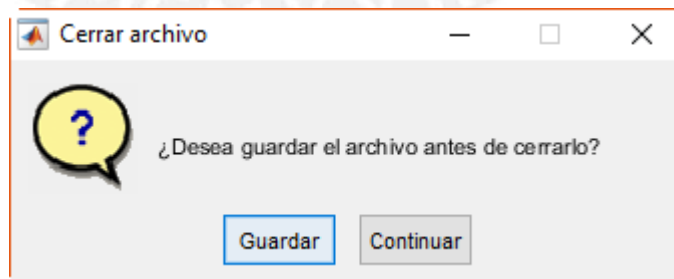 Cerrar archivo
?
¿Desea guardar el archivo antes de cerrarlo?
Guardar
Continuar